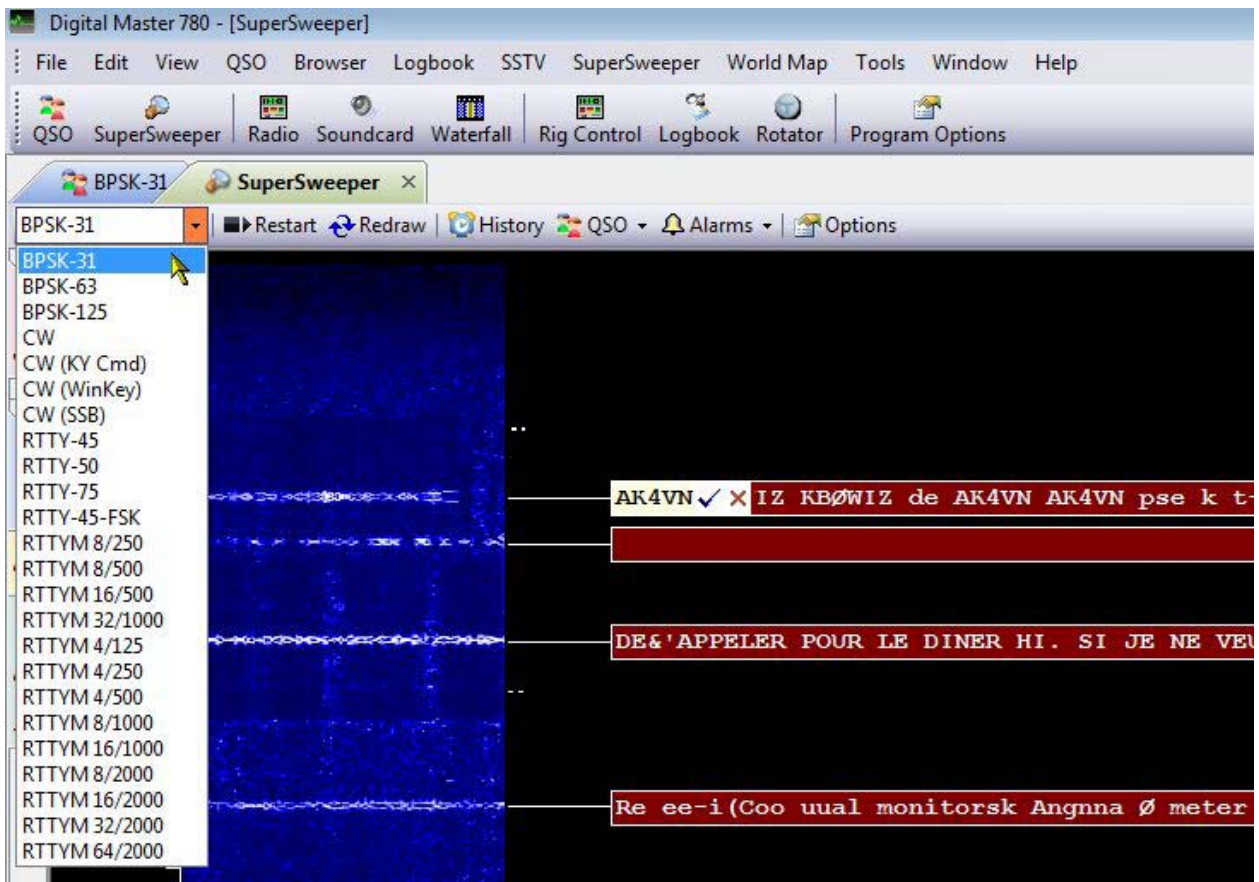 Digital Master 780 - [SuperSweeper]
File Edit View QSO Browser Logbook SSTV SuperSweeper World Map Tools Window Help
QSO SuperSweeper Radio Soundcard Waterfall Rig Control Logbook Rotator Program Options
BPSK-31 SuperSweeper
BPSK-31 Restart Redraw History QSO Alarms Options
BPSK-31
BPSK-63
BPSK-125
CW
CW (KY Cmd)
CW (WinKey)
CW (SSB)
RTTY-45
RTTY-50
RTTY-75
RTTY-45-FSK
RTTYM 8/250
RTTYM 8/500
RTTYM 16/500
RTTYM 32/1000
RTTYM 4/125
RTTYM 4/250
RTTYM 4/500
RTTYM 8/1000
RTTYM 16/1000
RTTYM 8/2000
RTTYM 16/2000
RTTYM 32/2000
RTTYM 64/2000
AK4VN IZ KBØWIZ de AK4VN AK4VN pse k t-
DE&'APPELER POUR LE DINER HI. SI JE NE VEU
Re ee-i(Coo uual monitorsk Angnna Ø meter